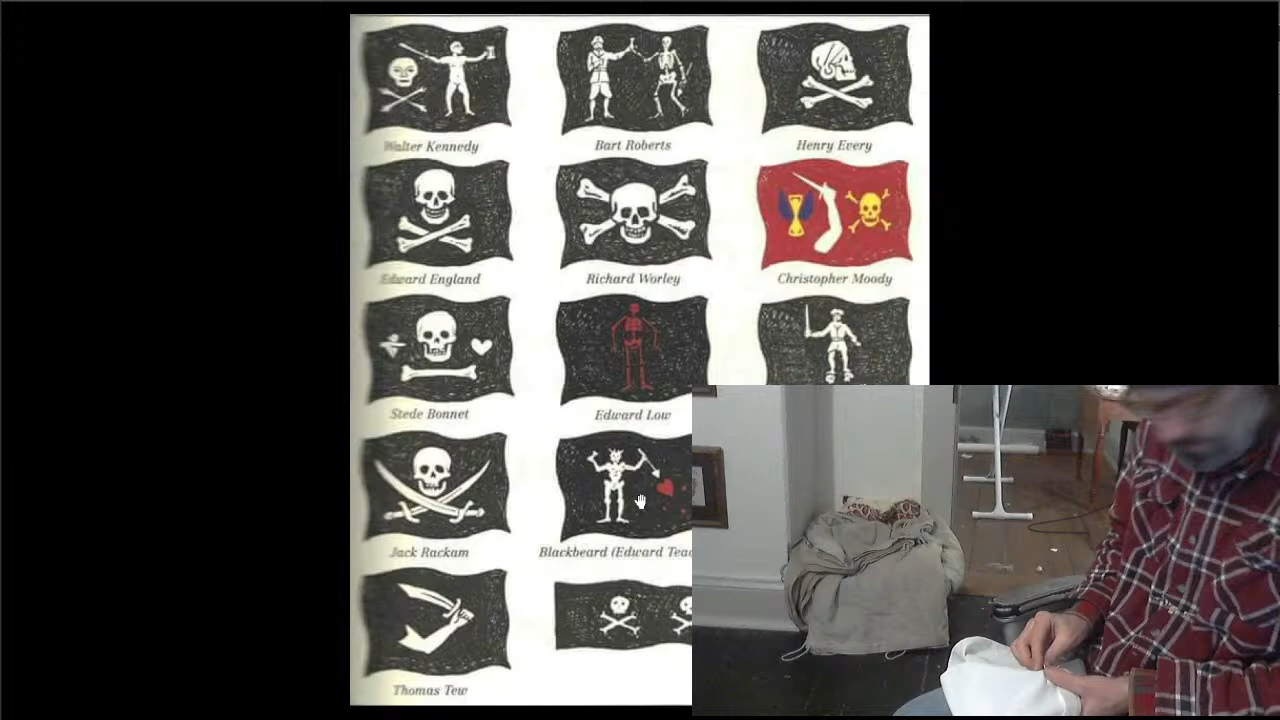 Walter Kennedy
Bart Roberts
Henry Every
Edward England
Richard Worley
Christopher Moody
Stede Bonnet
Edward Low
Jack Rackam
Blackbeard (Edward Teac
Thomas Tew